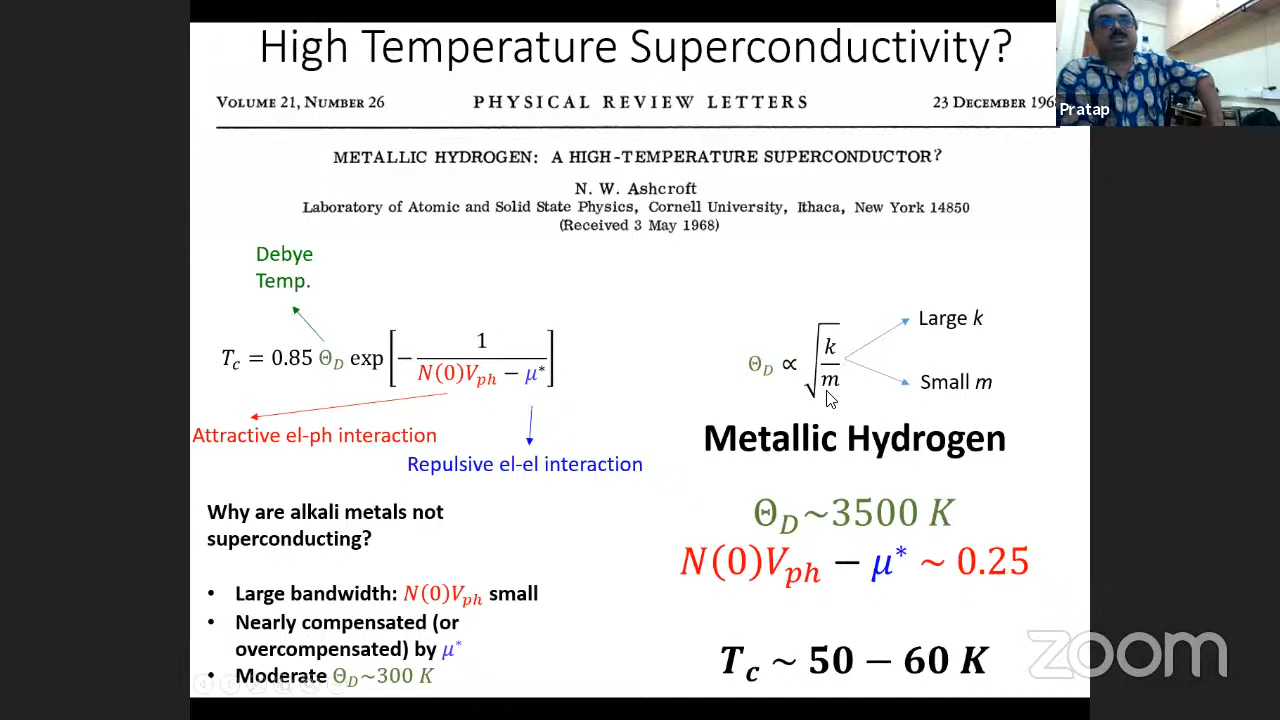 High Temperature Superconductivity?
Pratap
VOLUME 21, NUMBER 26 PHYSICAL REVIEW LETTERS 23 DECEMBER 196
METALLIC HYDROGEN: A HIGH-TEMPERATURE SUPERCONDUCTOR?
N. W. Ashcroft
Laboratory of Atomic and Solid State Physics, Cornell University, Ithaca, New York 14850
(Received 3 May 1968)
Debye
Temp.
T_c = 0.85 Θ_D exp[−1/(N(0)V_ph − μ*)]
Attractive el-ph interaction
Repulsive el-el interaction
Why are alkali metals not
superconducting?
• Large bandwidth: N(0)V_ph small
• Nearly compensated (or
overcompensated) by μ*
• Moderate Θ_D~300 K
Large k
Θ_D ∝ √(k/m)
Small m
Metallic Hydrogen
Θ_D~3500 K
N(0)V_ph − μ* ~ 0.25
T_c ~ 50 − 60 K
zoom